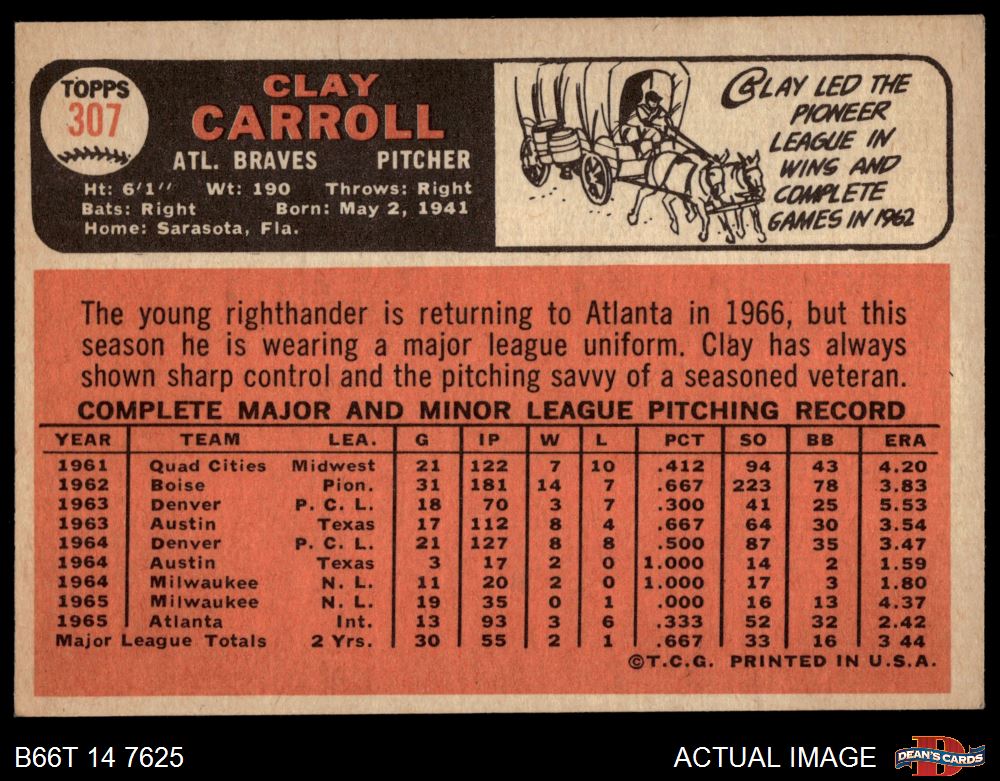 TOPPS
307
CLAY
CARROLL
ATL. BRAVES PITCHER
Ht: 6'1" Wt: 190 Throws: Right
Bats: Right Born: May 2, 1941
Home: Sarasota, Fla.
CLAY LED THE
PIONEER
LEAGUE IN
WINS AND
COMPLETE
GAMES IN 1962
The young righthander is returning to Atlanta in 1966, but this
season he is wearing a major league uniform. Clay has always
shown sharp control and the pitching savvy of a seasoned veteran.
COMPLETE MAJOR AND MINOR LEAGUE PITCHING RECORD
YEAR TEAM LEA. G IP W L PCT SO BB ERA
1961 Quad Cities Midwest 21 122 7 10 .412 94 43 4.20
1962 Boise Pion. 31 181 14 7 .667 223 78 3.83
1963 Denver P. C. L. 18 70 3 7 .300 41 25 5.53
1963 Austin Texas 17 112 8 4 .667 64 30 3.54
1964 Denver P. C. L. 21 127 8 8 .500 87 35 3.47
1964 Austin Texas 3 17 2 0 1.000 14 2 1.59
1964 Milwaukee N. L. 11 20 2 0 1.000 17 3 1.80
1965 Milwaukee N. L. 19 35 0 1 .000 16 13 4.37
1965 Atlanta Int. 13 93 3 6 .333 52 32 2.42
Major League Totals 2 Yrs. 30 55 2 1 .667 33 16 3 44
©T.C.G. PRINTED IN U.S.A.
B66T 14 7625
ACTUAL IMAGE
DEAN'S CARDS